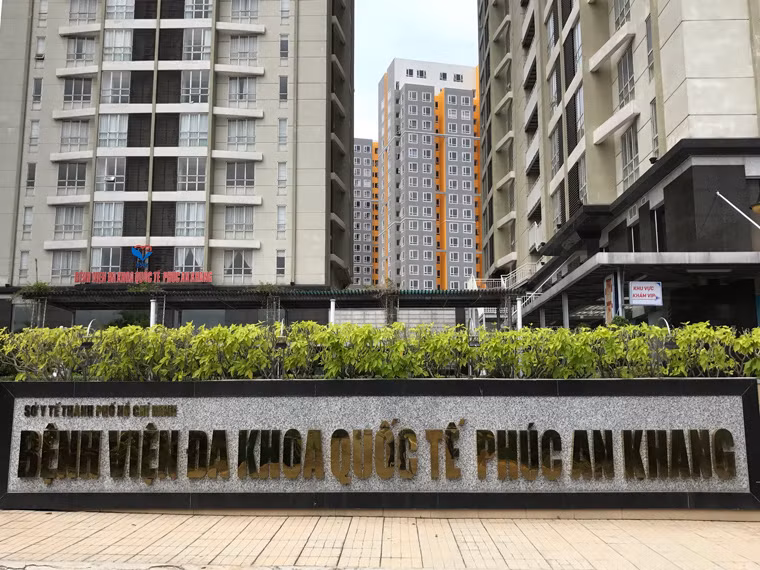 BỆNH VIỆN ĐA KHOA QUỐC TẾ PHÚC AN KHANG
KHU VỰC
KHÁM VIP
SỞ Y TẾ THÀNH PHỐ HỒ CHÍ MINH
BỆNH VIỆN ĐA KHOA QUỐC TẾ PHÚC AN KHANG